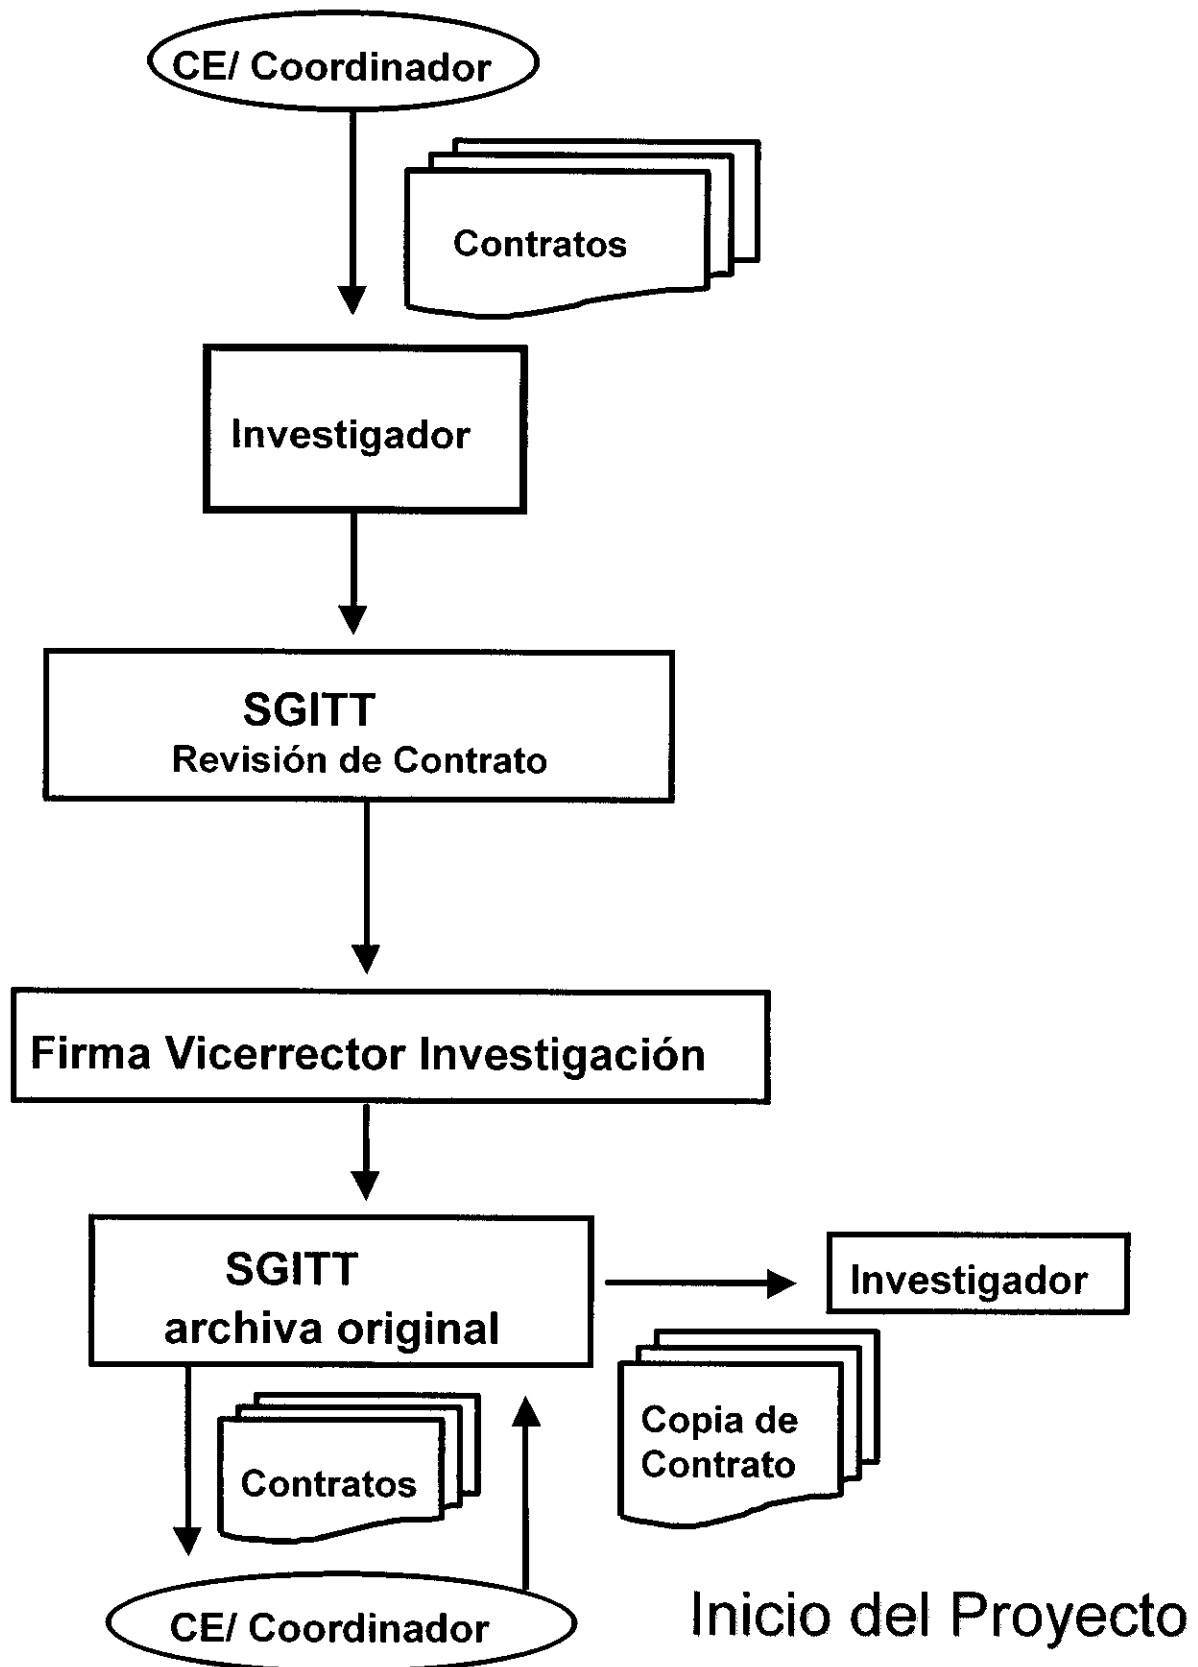 CE/ Coordinador
Contratos
Investigador
SGITT
Revisión de Contrato
Firma Vicerrector Investigación
SGITT
archiva original
Investigador
Copia de
Contrato
Contratos
CE/ Coordinador
Inicio del Proyecto